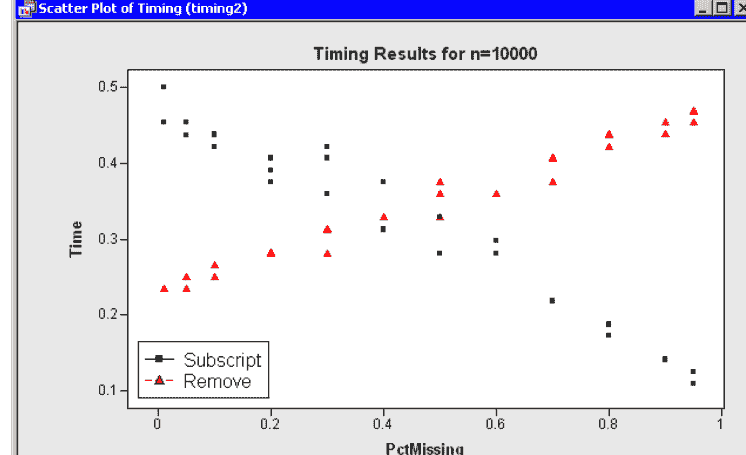 Scatter Plot of Timing (timing2)
Timing Results for n=10000
0.5
0.4
0.3
0.2
0.1
Time
Subscript
Remove
0 0.2 0.4 0.6 0.8 1
PctMissing